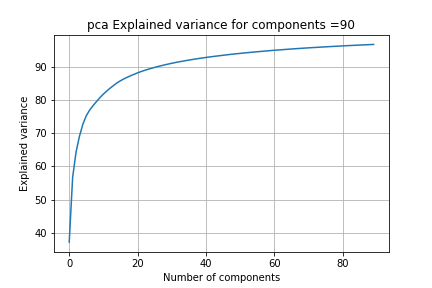 pca Explained variance for components =90
Explained variance
90
80
70
60
50
40
0 20 40 60 80
Number of components